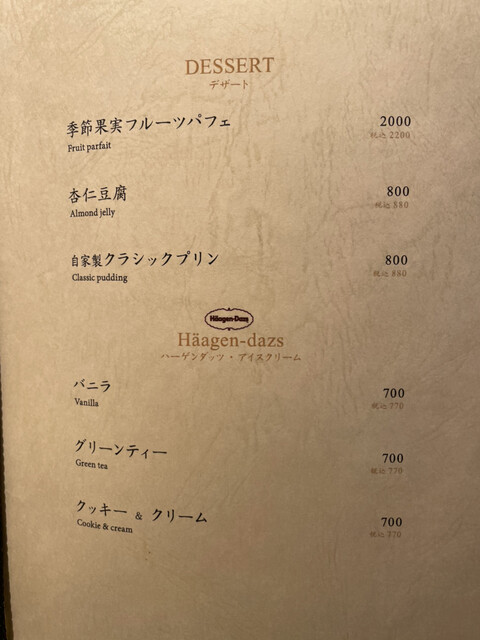 DESSERT
デザート
季節果実フルーツパフェ 2000
Fruit parfait 税込 2200
杏仁豆腐 800
Almond jelly 税込 880
自家製クラシックプリン 800
Classic pudding 税込 880
Häagen-Dazs
Häagen-dazs
ハーゲンダッツ・アイスクリーム
バニラ 700
Vanilla 税込 770
グリーンティー 700
Green tea 税込 770
クッキー & クリーム 700
Cookie & cream 税込 770